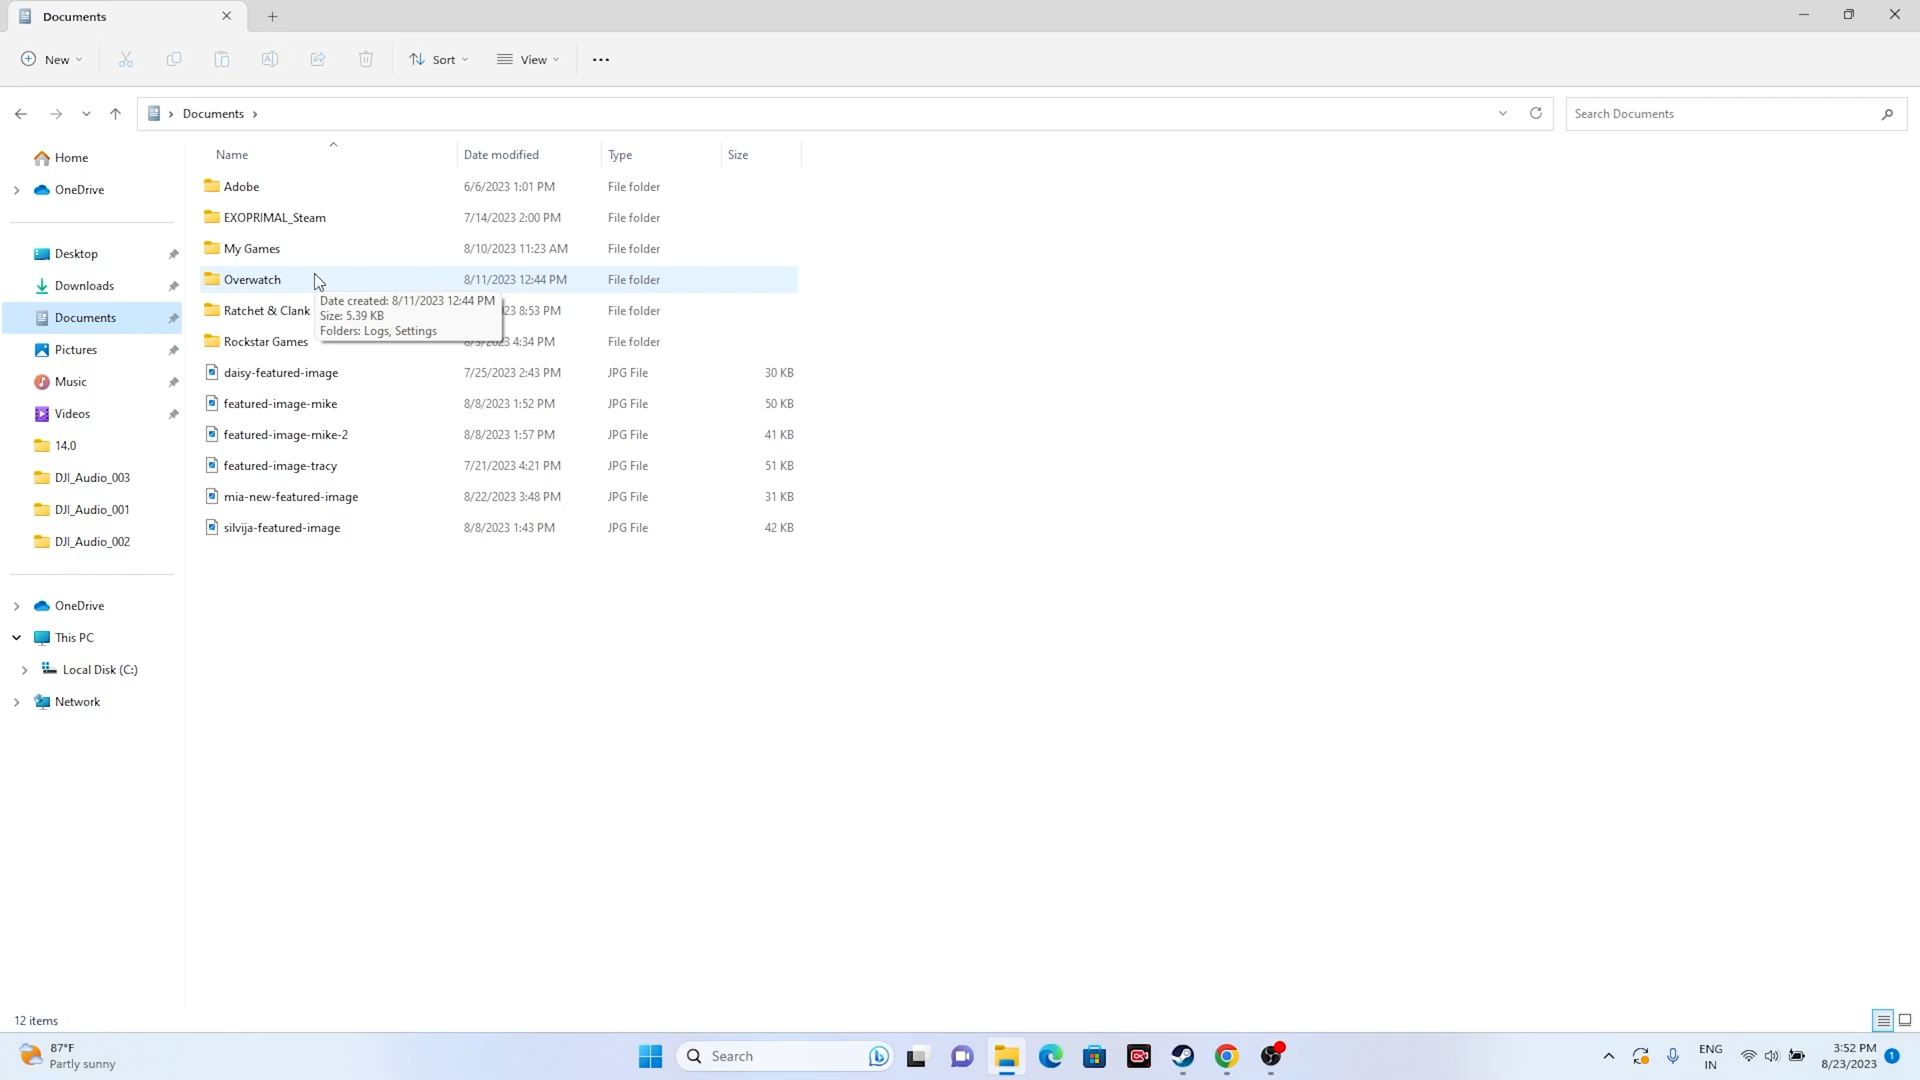 Documents
New
Sort
View
Documents
Search Documents
Name
Date modified
Type
Size
Home
OneDrive
Desktop
Downloads
Documents
Pictures
Music
Videos
14.0
DJI_Audio_003
DJI_Audio_001
DJI_Audio_002
OneDrive
This PC
Local Disk (C:)
Network
Adobe 6/6/2023 1:01 PM File folder
EXOPRIMAL_Steam 7/14/2023 2:00 PM File folder
My Games 8/10/2023 11:23 AM File folder
Overwatch 8/11/2023 12:44 PM File folder
Date created: 8/11/2023 12:44 PM
Size: 5.39 KB
Folders: Logs, Settings
Ratchet & Clank 8:53 PM File folder
Rockstar Games 4:34 PM File folder
daisy-featured-image 7/25/2023 2:43 PM JPG File 30 KB
featured-image-mike 8/8/2023 1:52 PM JPG File 50 KB
featured-image-mike-2 8/8/2023 1:57 PM JPG File 41 KB
featured-image-tracy 7/21/2023 4:21 PM JPG File 51 KB
mia-new-featured-image 8/22/2023 3:48 PM JPG File 31 KB
silvija-featured-image 8/8/2023 1:43 PM JPG File 42 KB
12 items
87°F
Partly sunny
Search
ENG
IN
3:52 PM
8/23/2023
1